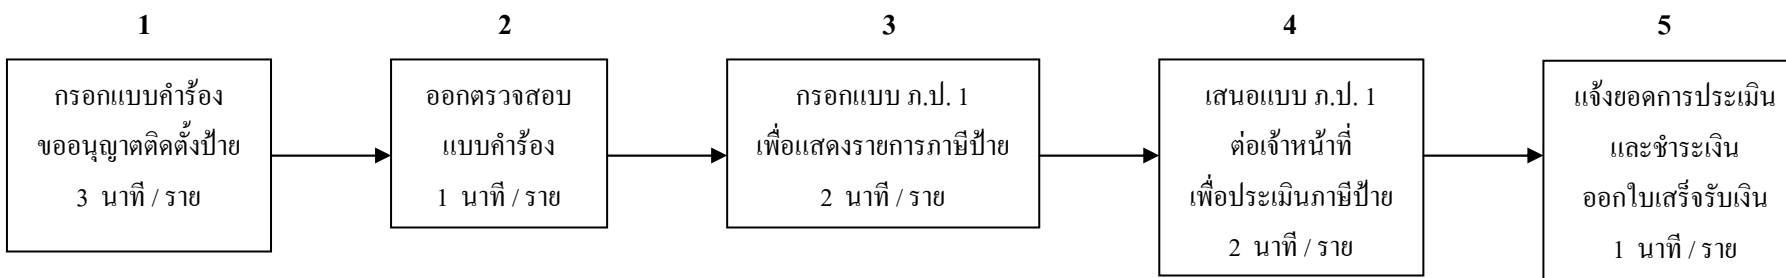 1
กรอกแบบคำร้อง
ขออนุญาตติดตั้งป้าย
3 นาที / ราย
2
ออกตรวจสอบ
แบบคำร้อง
1 นาที / ราย
3
กรอกแบบ ภ.ป. 1
เพื่อแสดงรายการภาษีป้าย
2 นาที / ราย
4
เสนอแบบ ภ.ป. 1
ต่อเจ้าหน้าที่
เพื่อประเมินภาษีป้าย
2 นาที / ราย
5
แจ้งยอดการประเมิน
และชำระเงิน
ออกใบเสร็จรับเงิน
1 นาที / ราย